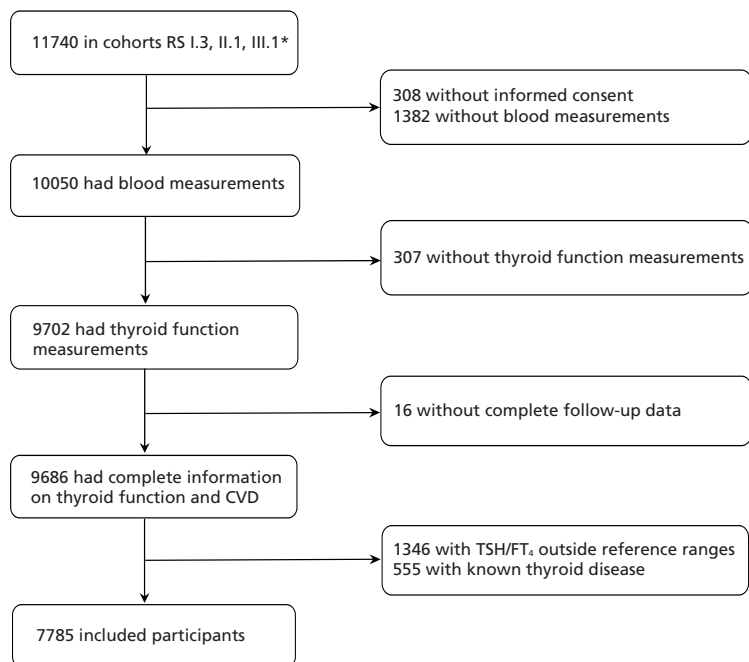 11740 in cohorts RS I.3, II.1, III.1*
308 without informed consent
1382 without blood measurements
10050 had blood measurements
307 without thyroid function measurements
9702 had thyroid function
measurements
16 without complete follow-up data
9686 had complete information
on thyroid function and CVD
1346 with TSH/FT₄ outside reference ranges
555 with known thyroid disease
7785 included participants